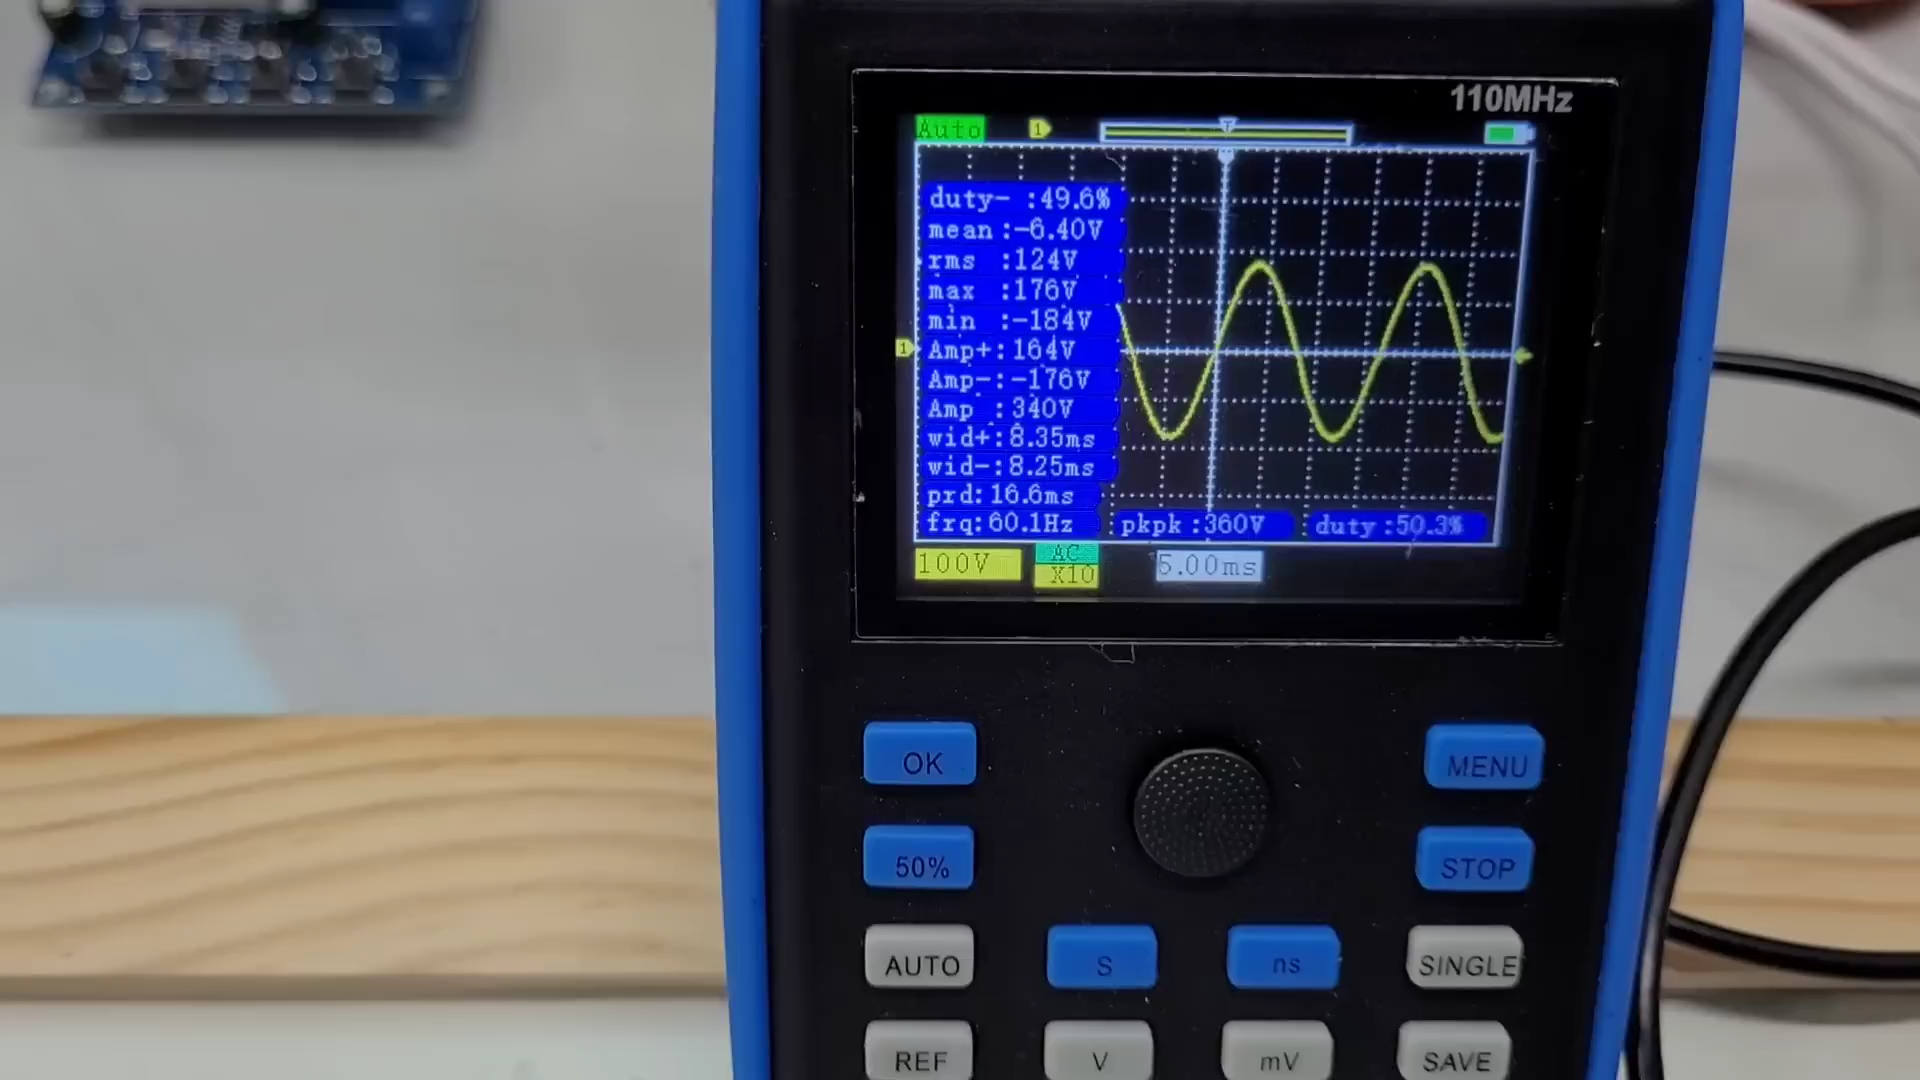 110MHz
Auto 1 T
duty- :49.6%
mean:-6.40V
rms :124V
max :176V
min :-184V
1
Amp+:164V
Amp-:-176V
Amp :340V
wid+:8.35ms
wid-:8.25ms
prd:16.6ms
frq:60.1Hz pkpk:360V duty:50.3%
100V AC X10 5.00ms
OK MENU
50% STOP
AUTO S ns SINGLE
REF V mV SAVE